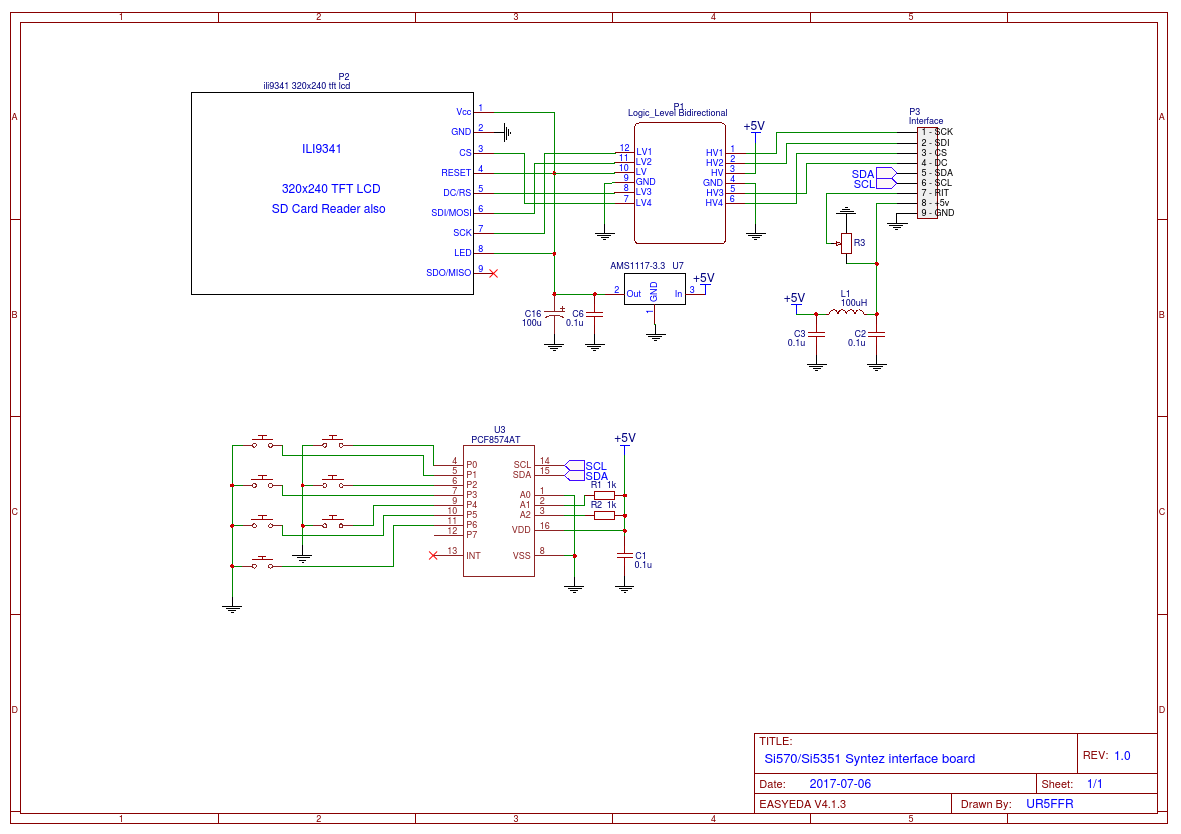 1 2 3 4 5
A A
B B
C C
D D
1 2 3 4 5
P2
ili9341 320x240 tft lcd
ILI9341
320x240 TFT LCD
SD Card Reader also
Vcc 1
GND 2
CS 3
RESET 4
DC/RS 5
SDI/MOSI 6
SCK 7
LED 8
SDO/MISO 9
P1
Logic_Level Bidirectional
12 LV1
11 LV2
10 LV
9 GND
8 LV3
7 LV4
HV1 1
HV2 2
HV 3
GND 4
HV3 5
HV4 6
+5V
P3
Interface
1 - SCK
2 - SDI
3 - CS
4 - DC
5 - SDA
6 - SCL
7 - RIT
8 - +5v
9 - GND
SDA
SCL
R3
AMS1117-3.3 U7
2 Out
GND
1
In 3
+5V
C16
100u
+
C6
0.1u
+5V
L1
100uH
C3
0.1u
C2
0.1u
U3
PCF8574AT
4 P0
5 P1
6 P2
7 P3
9 P4
10 P5
11 P6
12 P7
13 INT
SCL 14
SDA 15
A0 1
A1 2
A2 3
VDD 16
VSS 8
SCL
SDA
+5V
R1 1k
R2 1k
C1
0.1u
TITLE:
Si570/Si5351 Syntez interface board
REV: 1.0
Date: 2017-07-06
Sheet: 1/1
EASYEDA V4.1.3
Drawn By: UR5FFR